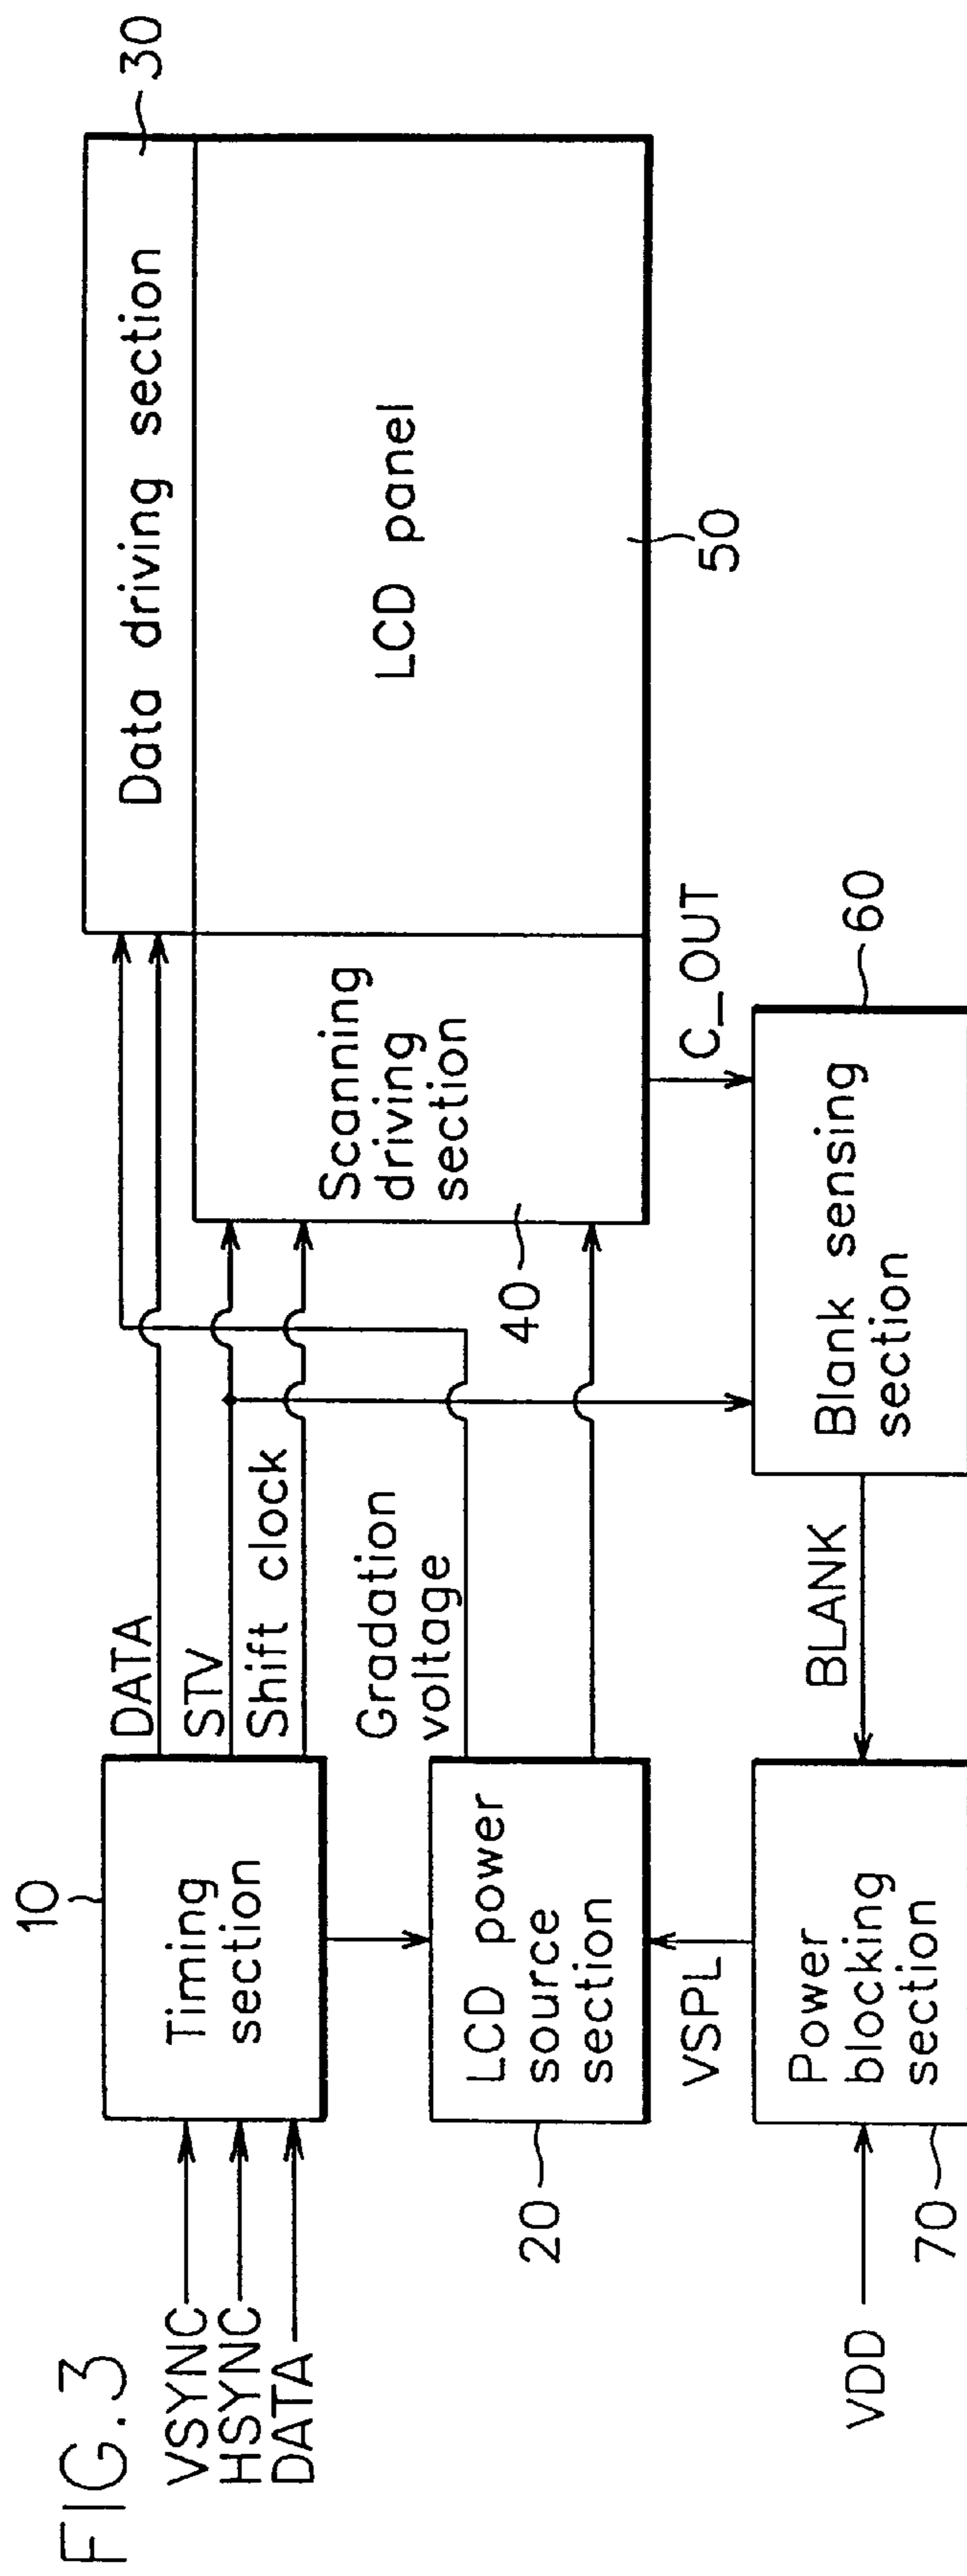 FIG.3
VSYNC
HSYNC
DATA
10
Timing
section
DATA
STV
Shift clock
Data driving section
30
LCD panel
50
Scanning
driving
section
40
Gradation
voltage
LCD power
source
section
20
VSPL
C_OUT
VDD
Power
blocking
section
70
BLANK
Blank sensing
section
60